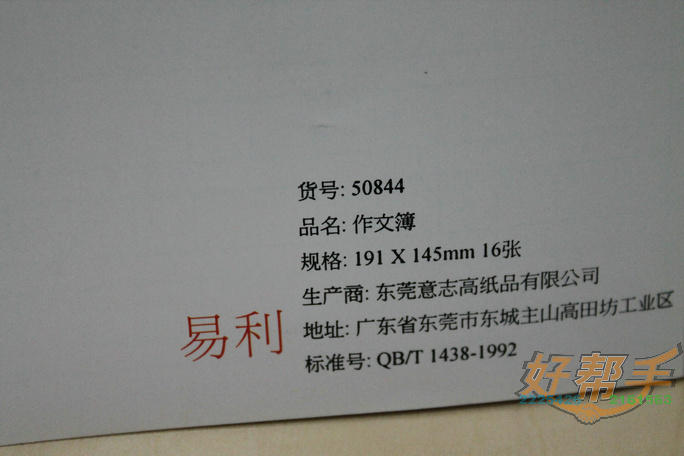 货号: 50844
品名: 作文簿
规格: 191 X 145mm 16张
生产商: 东莞意志高纸品有限公司
易利
地址: 广东省东莞市东城主山高田坊工业区
标准号: QB/T 1438-1992
好帮手